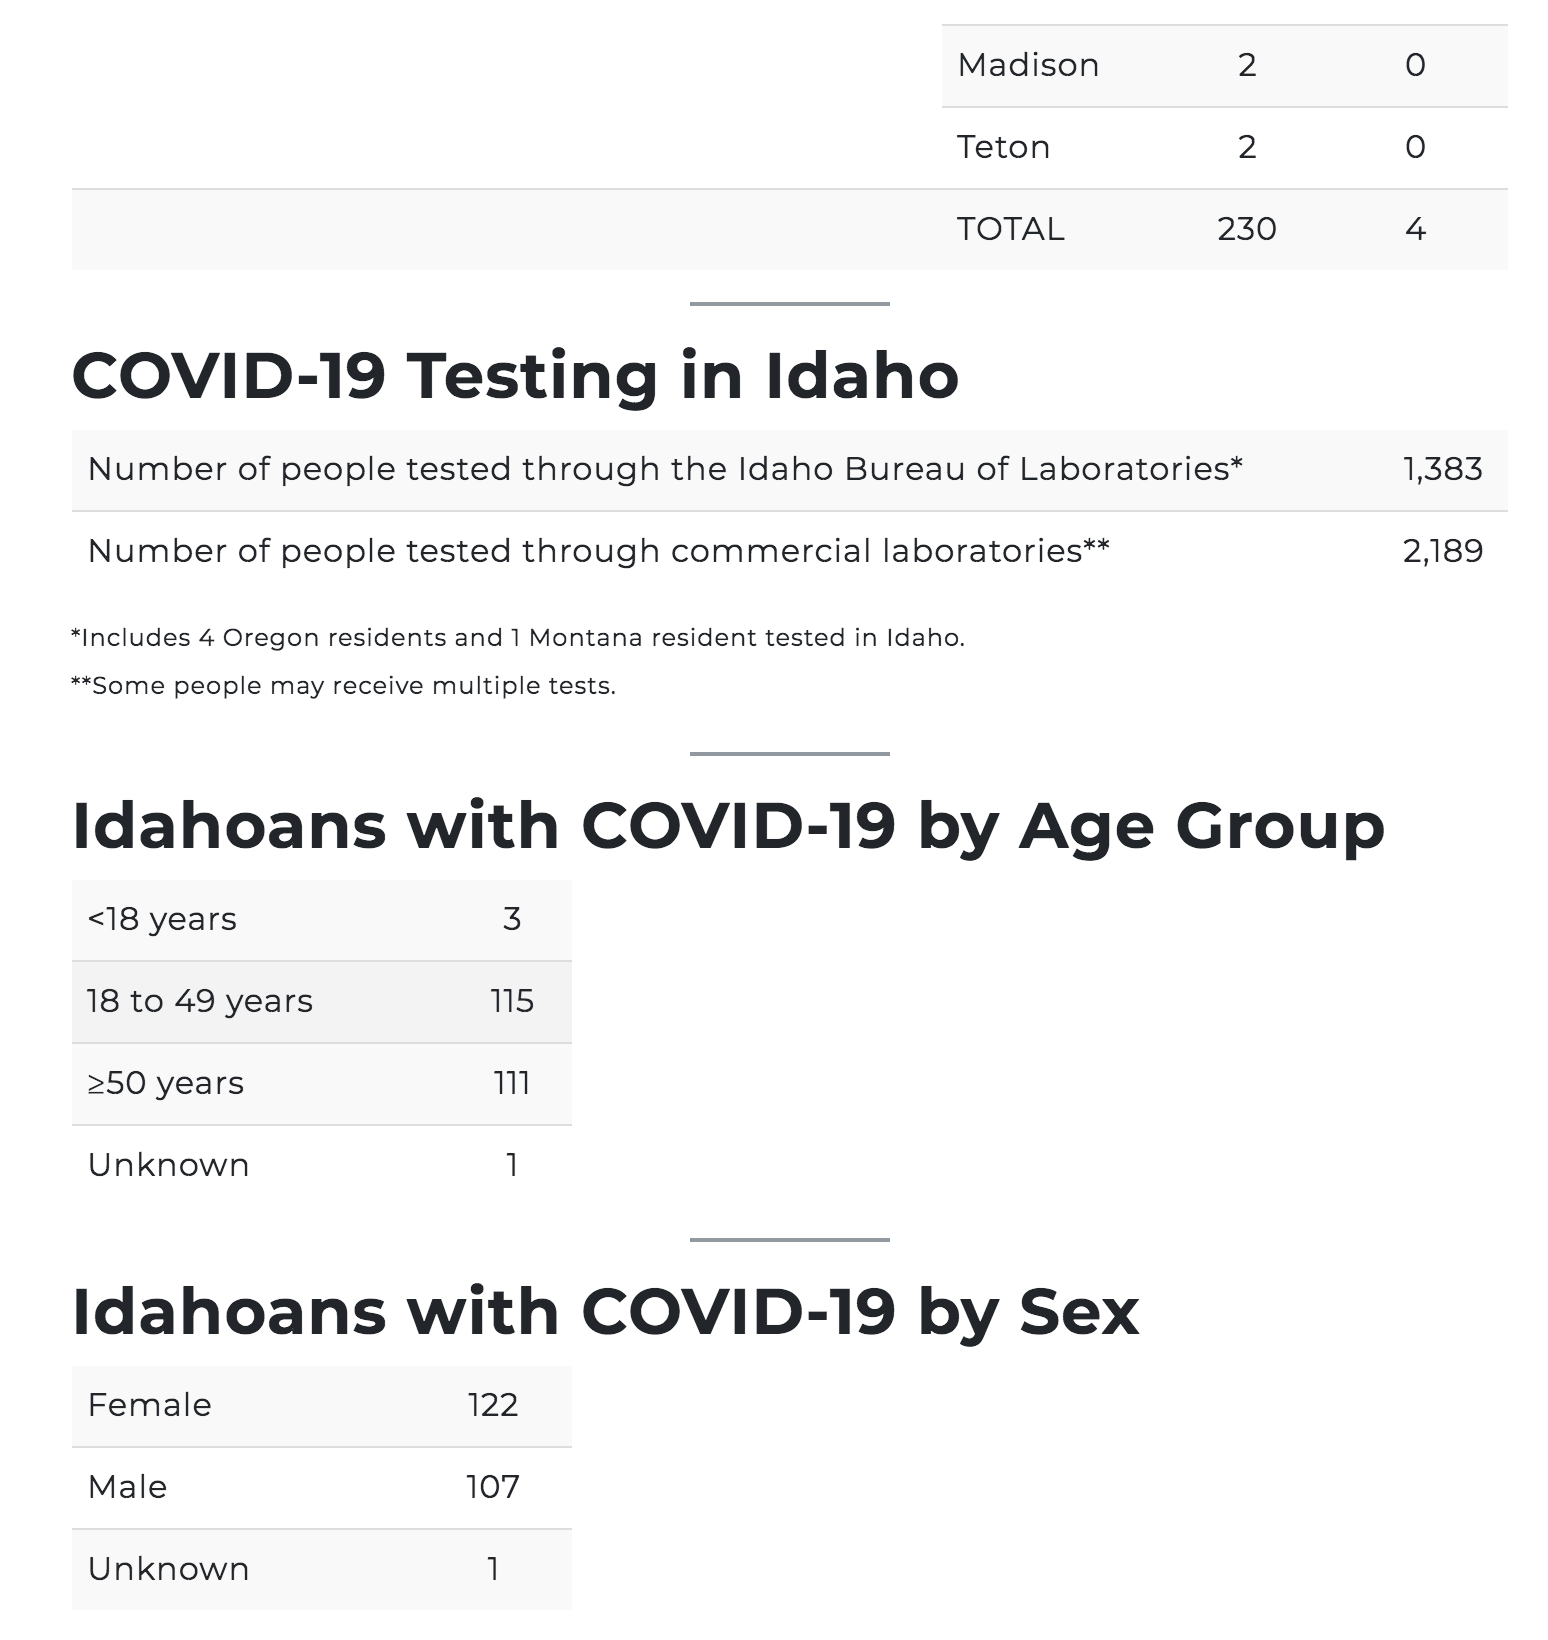 Madison 2 0
Teton 2 0
TOTAL 230 4
COVID-19 Testing in Idaho
Number of people tested through the Idaho Bureau of Laboratories* 1,383
Number of people tested through commercial laboratories** 2,189
*Includes 4 Oregon residents and 1 Montana resident tested in Idaho.
**Some people may receive multiple tests.
Idahoans with COVID-19 by Age Group
<18 years 3
18 to 49 years 115
≥50 years 111
Unknown 1
Idahoans with COVID-19 by Sex
Female 122
Male 107
Unknown 1